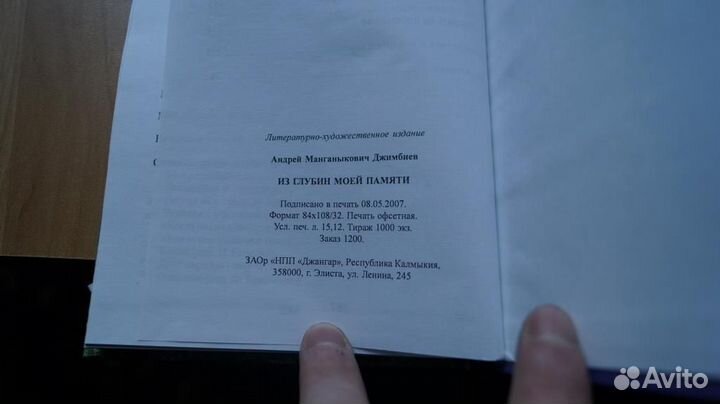 Литературно-художественное издание
Андрей Манганыкович Джимбиев
ИЗ ГЛУБИН МОЕЙ ПАМЯТИ
Подписано в печать 08.05.2007.
Формат 84х108/32. Печать офсетная.
Усл. печ. л. 15,12. Тираж 1000 экз.
Заказ 1200.
ЗАОр «НПП «Джангар», Республика Калмыкия,
358000, г. Элиста, ул. Ленина, 245
Avito